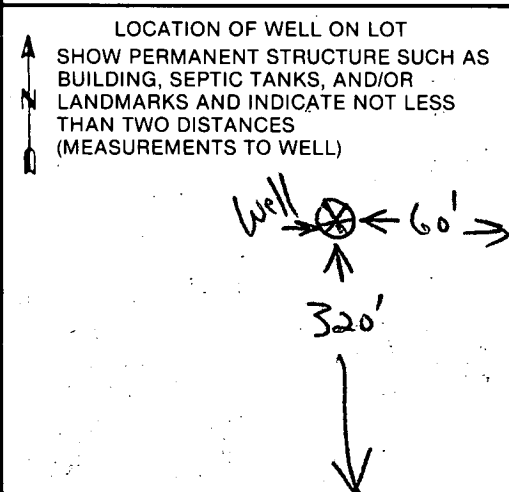 LOCATION OF WELL ON LOT
SHOW PERMANENT STRUCTURE SUCH AS
BUILDING, SEPTIC TANKS, AND/OR
N LANDMARKS AND INDICATE NOT LESS
THAN TWO DISTANCES
(MEASUREMENTS TO WELL)
Well 60'
320'